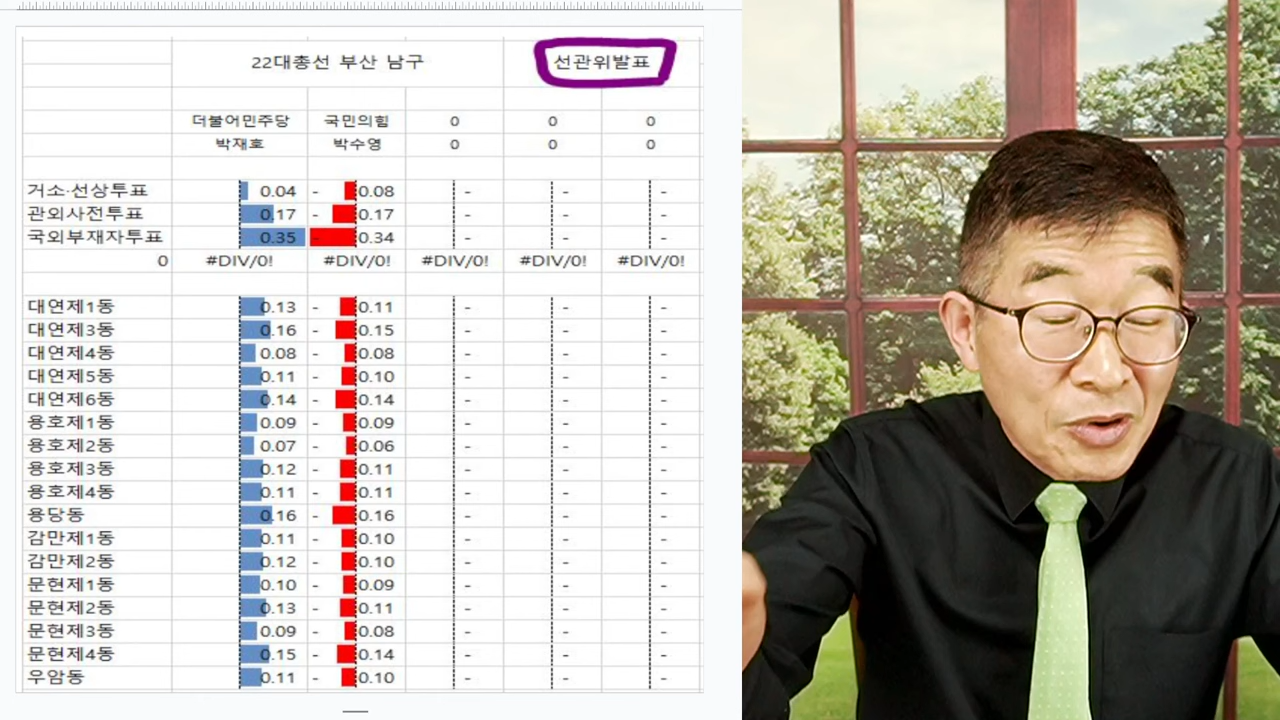 22대총선 부산 남구 선관위발표
더불어민주당 국민의힘 0 0 0
박재호 박수영 0 0 0
거소·선상투표 0.04 - 0.08 - - -
관외사전투표 0.17 - 0.17 - - -
국외부재자투표 0.35 - 0.34 - - -
0 #DIV/0! #DIV/0! #DIV/0! #DIV/0! #DIV/0!
대연제1동 0.13 - 0.11 - - -
대연제3동 0.16 - 0.15 - - -
대연제4동 0.08 - 0.08 - - -
대연제5동 0.11 - 0.10 - - -
대연제6동 0.14 - 0.14 - - -
용호제1동 0.09 - 0.09 - - -
용호제2동 0.07 - 0.06 - - -
용호제3동 0.12 - 0.11 - - -
용호제4동 0.11 - 0.11 - - -
용당동 0.16 - 0.16 - - -
감만제1동 0.11 - 0.10 - - -
감만제2동 0.12 - 0.10 - - -
문현제1동 0.10 - 0.09 - - -
문현제2동 0.13 - 0.11 - - -
문현제3동 0.09 - 0.08 - - -
문현제4동 0.15 - 0.14 - - -
우암동 0.11 - 0.10 - - -